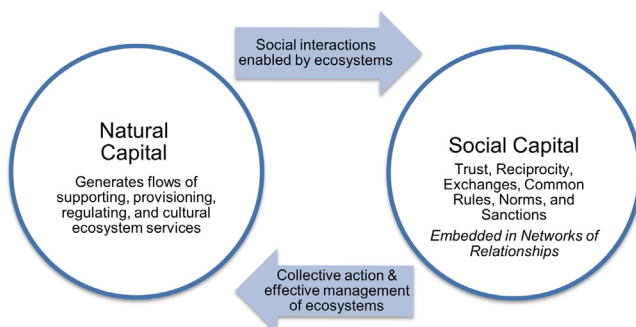 Social interactions
enabled by ecosystems
Natural
Capital
Generates flows of
supporting, provisioning,
regulating, and cultural
ecosystem services
Social Capital
Trust, Reciprocity,
Exchanges, Common
Rules, Norms, and
Sanctions
Embedded in Networks of
Relationships
Collective action &
effective management
of ecosystems